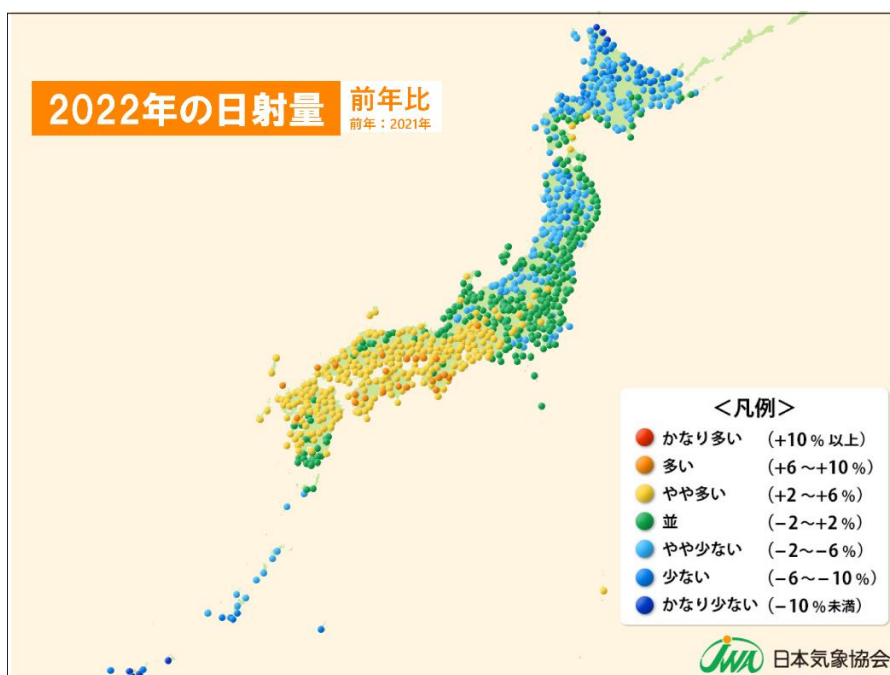 2022年の日射量
前年比
前年：2021年
＜凡例＞
かなり多い （+10％以上）
多い （+6～+10％）
やや多い （+2～+6％）
並 （−2～+2％）
やや少ない （−2～−6％）
少ない （−6～−10％）
かなり少ない （−10％未満）
JWA 日本気象協会